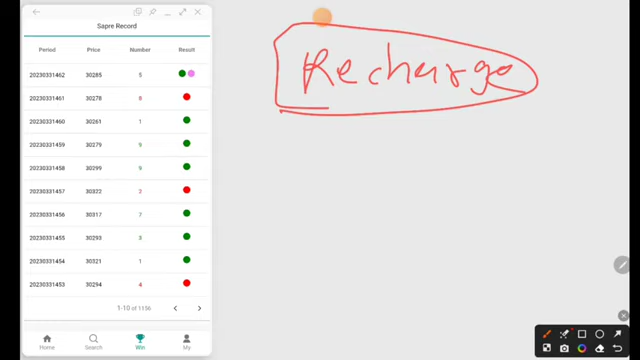 Sapre Record
Period Price Number Result
20230331462 30285 5
20230331461 30278 8
20230331460 30261 1
20230331459 30279 9
20230331458 30299 9
20230331457 30322 2
20230331456 30317 7
20230331455 30293 3
20230331454 30321 1
20230331453 30294 4
1-10 of 1156
Home Search Win My
Recharge